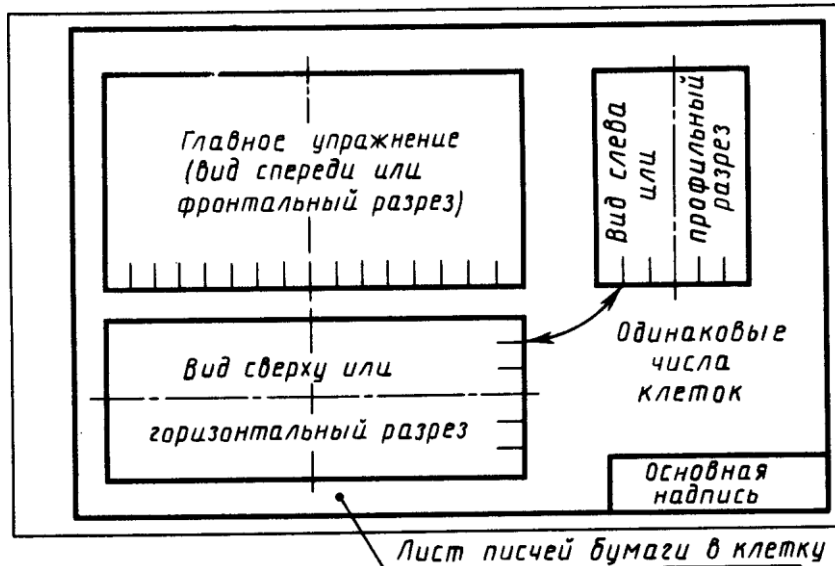 Главное упражнение
(вид спереди или
фронтальный разрез)
Вид слева
или
профильный
разрез
Вид сверху или
горизонтальный разрез
Одинаковые
числа
клеток
Основная
надпись
Лист писчей бумаги в клетку